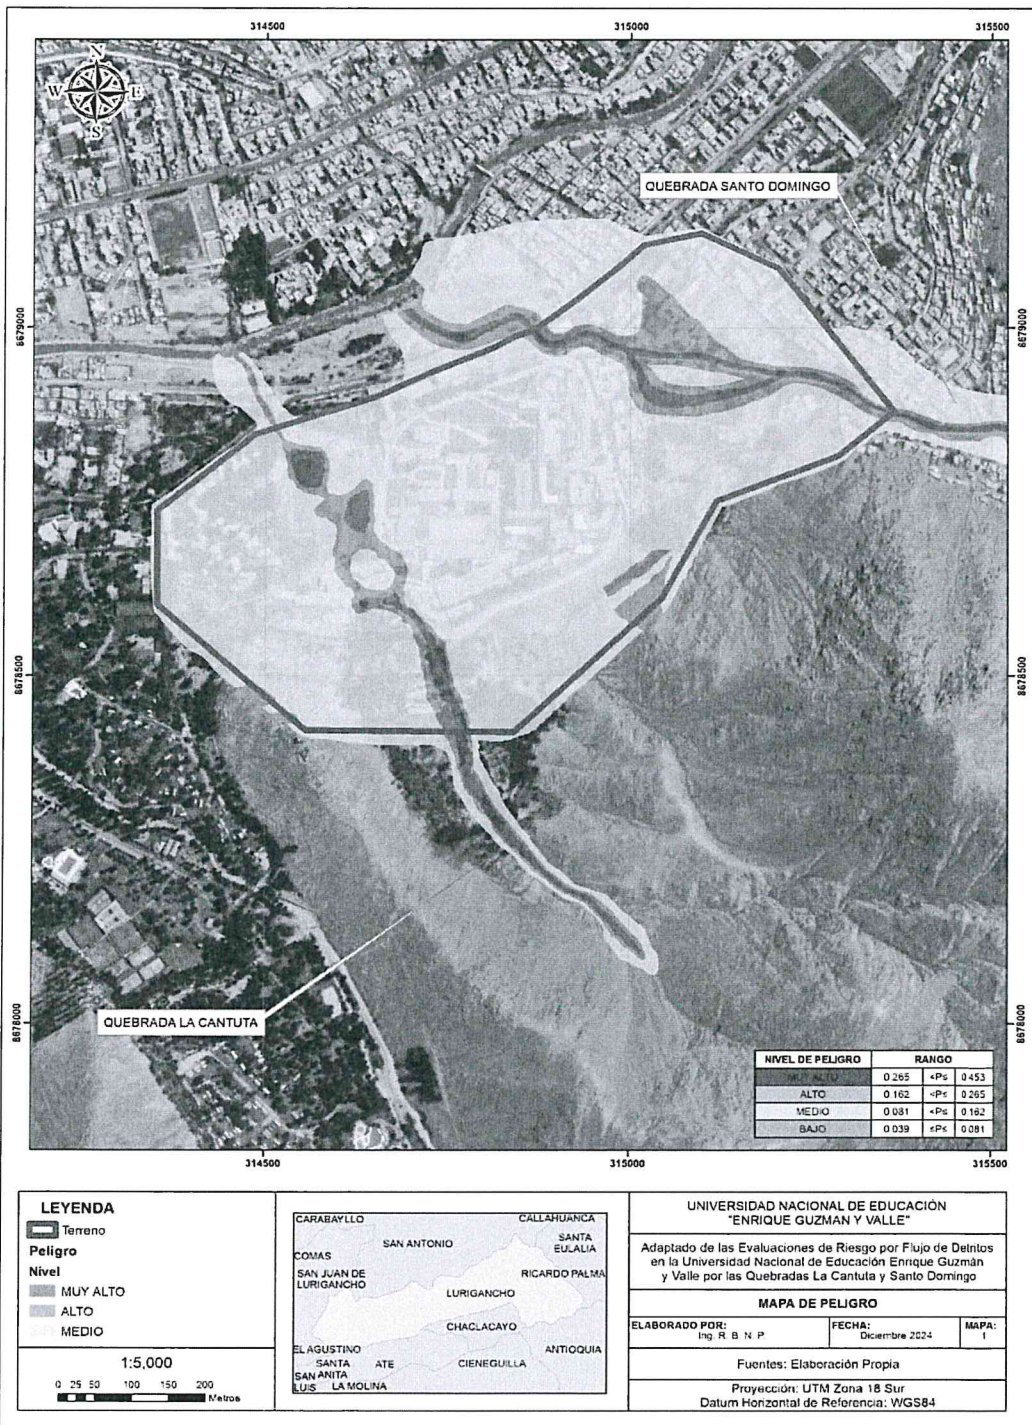 314500 315000 315500
N
W E
S
QUEBRADA SANTO DOMINGO
8679000 8679000
8678500 8678500
QUEBRADA LA CANTUTA
8678000 8678000
NIVEL DE PELIGRO RANGO
MUY ALTO 0.265 <P≤ 0.453
ALTO 0.162 <P≤ 0.265
MEDIO 0.081 <P≤ 0.162
BAJO 0.039 ≤P≤ 0.081
314500 315000 315500
LEYENDA
Terreno
Peligro
Nivel
MUY ALTO
ALTO
MEDIO
1:5,000
0 25 50 100 150 200
Metros
CARABAYLLO
CALLAHUANCA
SAN ANTONIO
SANTA
EULALIA
COMAS
SAN JUAN DE
LURIGANCHO
RICARDO PALMA
LURIGANCHO
CHACLACAYO
EL AGUSTINO
ANTIOQUIA
SANTA
ANITA
ATE
CIENEGUILLA
SAN
LUIS
LA MOLINA
UNIVERSIDAD NACIONAL DE EDUCACIÓN
"ENRIQUE GUZMAN Y VALLE"
Adaptado de las Evaluaciones de Riesgo por Flujo de Detritos
en la Universidad Nacional de Educación Enrique Guzmán
y Valle por las Quebradas La Cantuta y Santo Domingo
MAPA DE PELIGRO
ELABORADO POR:
Ing. R. B. N. P.
FECHA:
Diciembre 2024
MAPA:
1
Fuentes: Elaboración Propia
Proyección: UTM Zona 18 Sur
Datum Horizontal de Referencia: WGS84